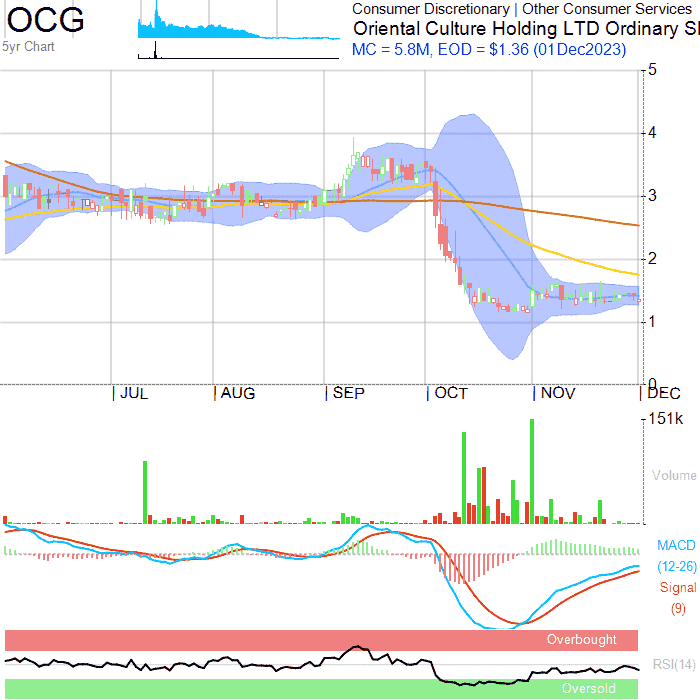 OCG
5yr Chart
Consumer Discretionary | Other Consumer Services
Oriental Culture Holding LTD Ordinary
MC = 5.8M, EOD = $1.36 (01Dec2023)
5
4
3
2
1
0
| JUL | AUG | SEP | OCT | NOV | DEC
151k
Volume
MACD
(12-26)
Signal
(9)
Overbought
RSI(14)
Oversold